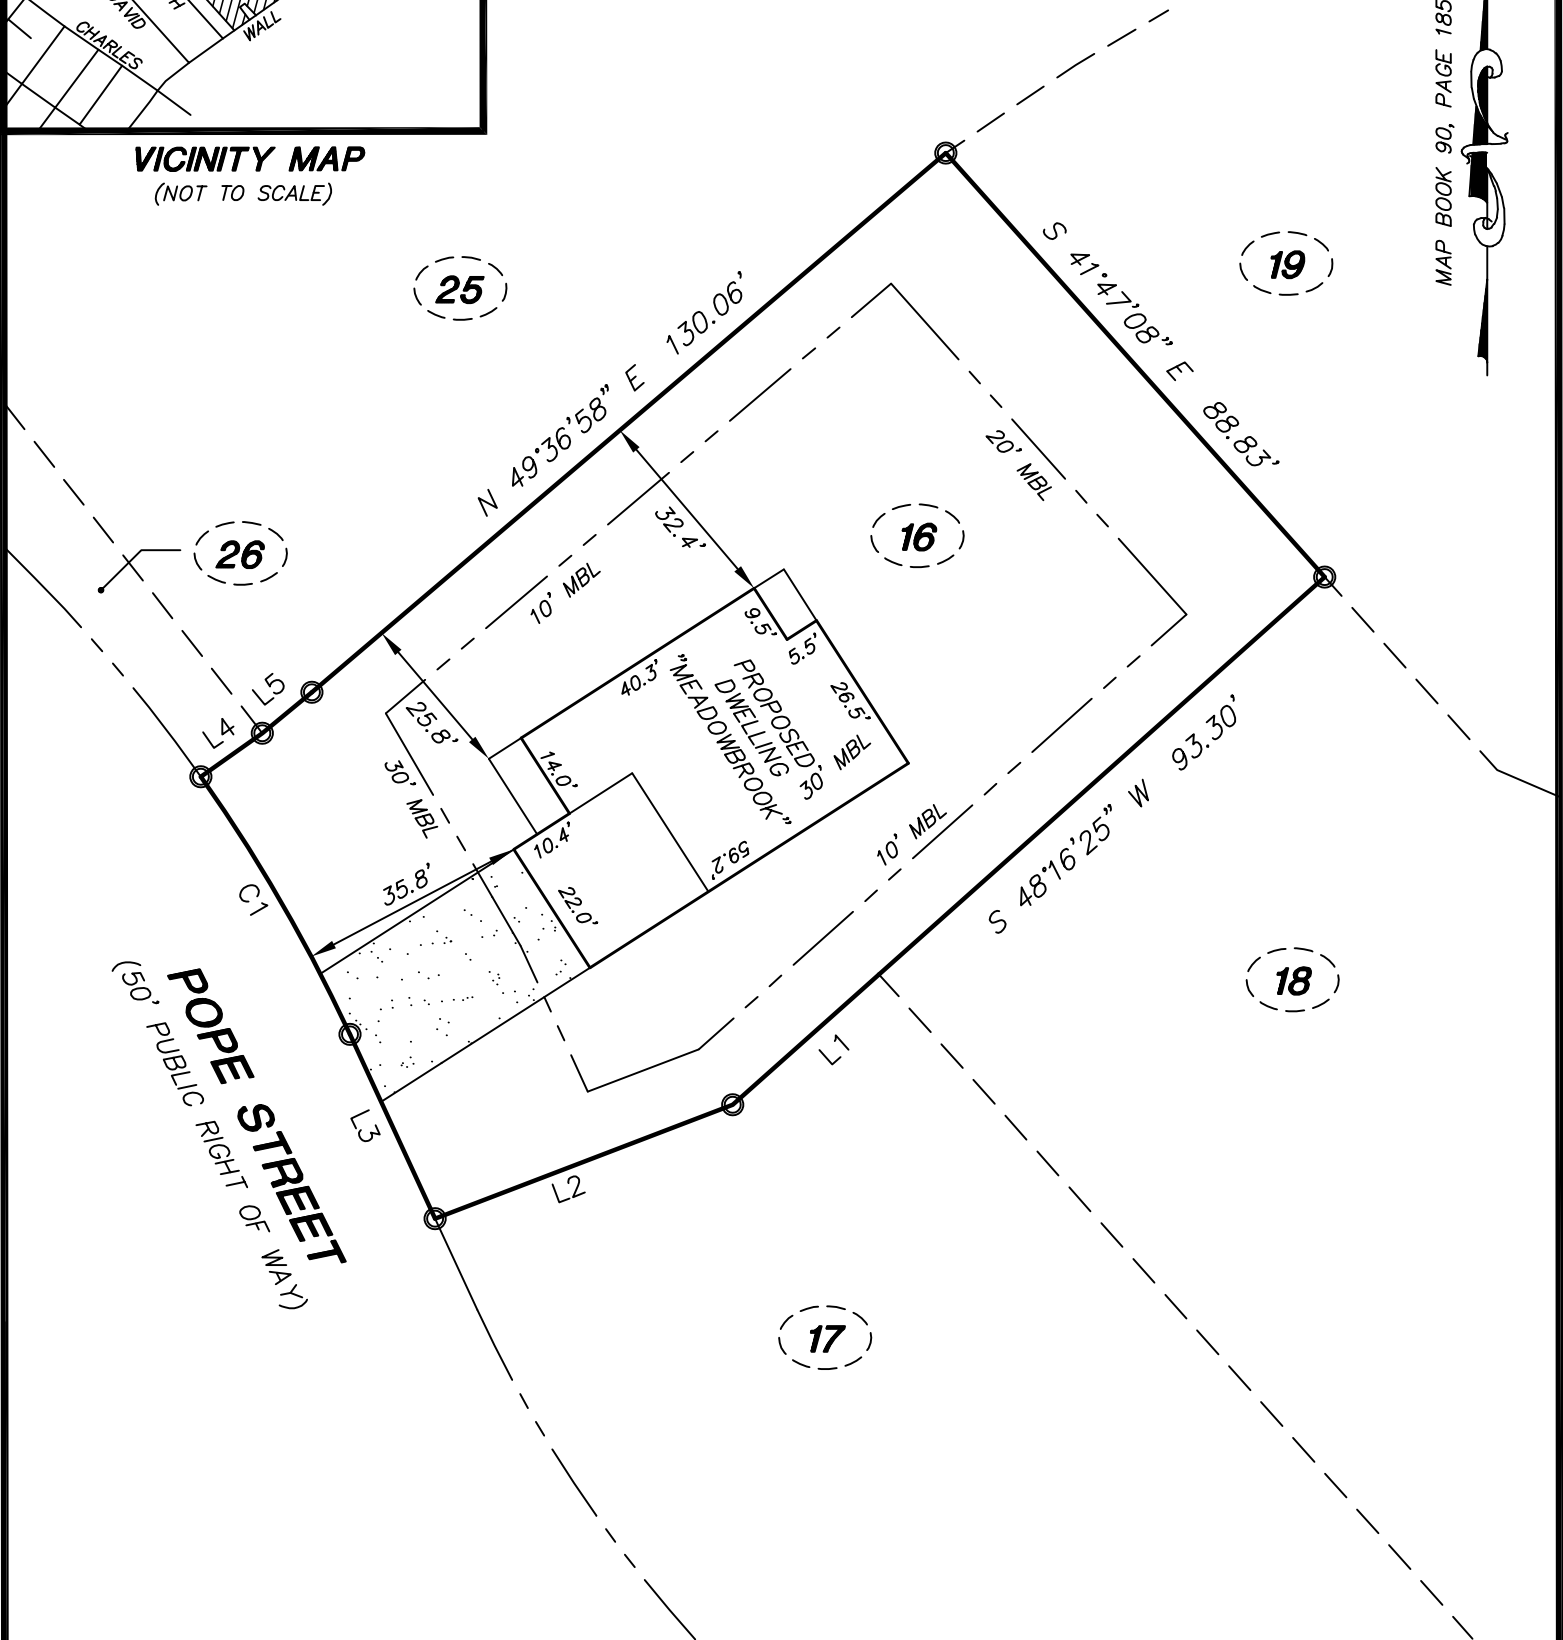 CHARLES
WALL
VICINITY MAP
(NOT TO SCALE)
MAP BOOK 90, PAGE 185
25
19
26
16
18
17
N 49°36'58" E 130.06'
S 41°47'08" E 88.83'
S 48°16'25" W 93.30'
20' MBL
10' MBL
32.4'
9.5'
5.5'
40.3'
26.5'
PROPOSED
DWELLING
"MEADOWBROOK"
30' MBL
25.8'
14.0'
30' MBL
10.4'
59.2'
22.0'
35.8'
10' MBL
L5
L4
C1
L3
L2
L1
POPE STREET
(50' PUBLIC RIGHT OF WAY)